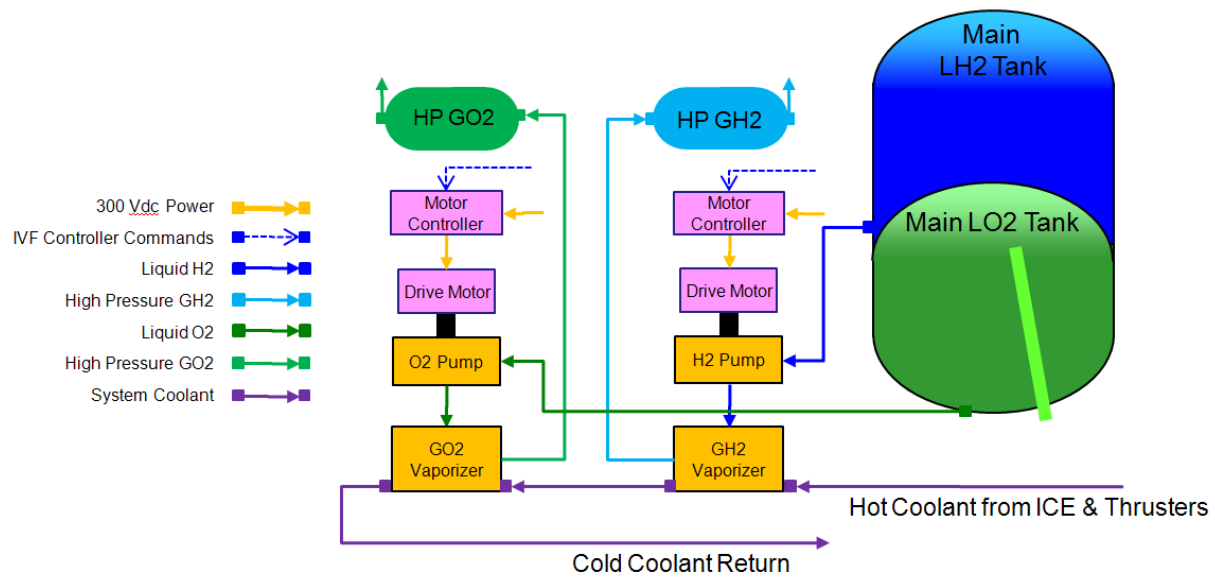 Main
LH2 Tank
HP GO2
HP GH2
Motor
Controller
Motor
Controller
300 Vdc Power
IVF Controller Commands
Liquid H2
High Pressure GH2
Liquid O2
High Pressure GO2
System Coolant
Main LO2 Tank
Drive Motor
Drive Motor
O2 Pump
H2 Pump
GO2
Vaporizer
GH2
Vaporizer
Hot Coolant from ICE & Thrusters
Cold Coolant Return